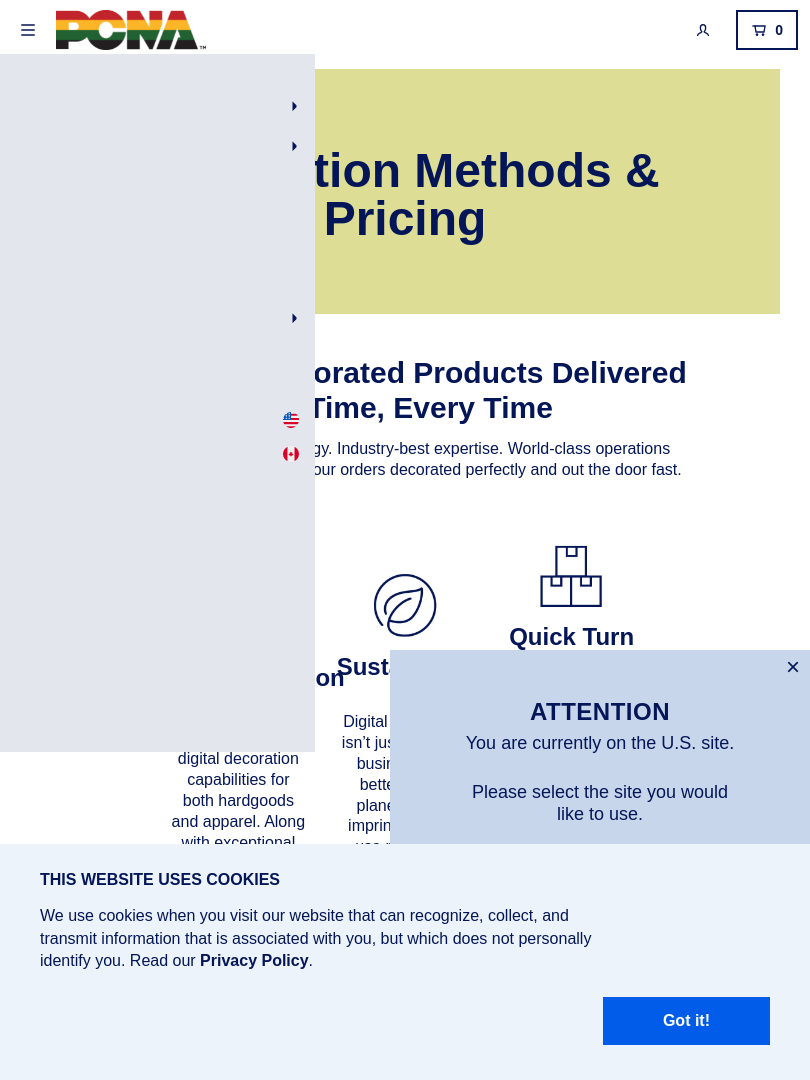 PCNA
TM
0
tion Methods &
Pricing
orated Products Delivered
Time, Every Time
gy. Industry-best expertise. World-class operations
our orders decorated perfectly and out the door fast.
Quick Turn
Susta
on
Digital
isn't jus
busin
bette
plane
imprin
digital decoration
capabilities for
both hardgoods
and apparel. Along
with exceptional
×
ATTENTION
You are currently on the U.S. site.
Please select the site you would
like to use.
THIS WEBSITE USES COOKIES
We use cookies when you visit our website that can recognize, collect, and
transmit information that is associated with you, but which does not personally
identify you. Read our Privacy Policy.
Got it!